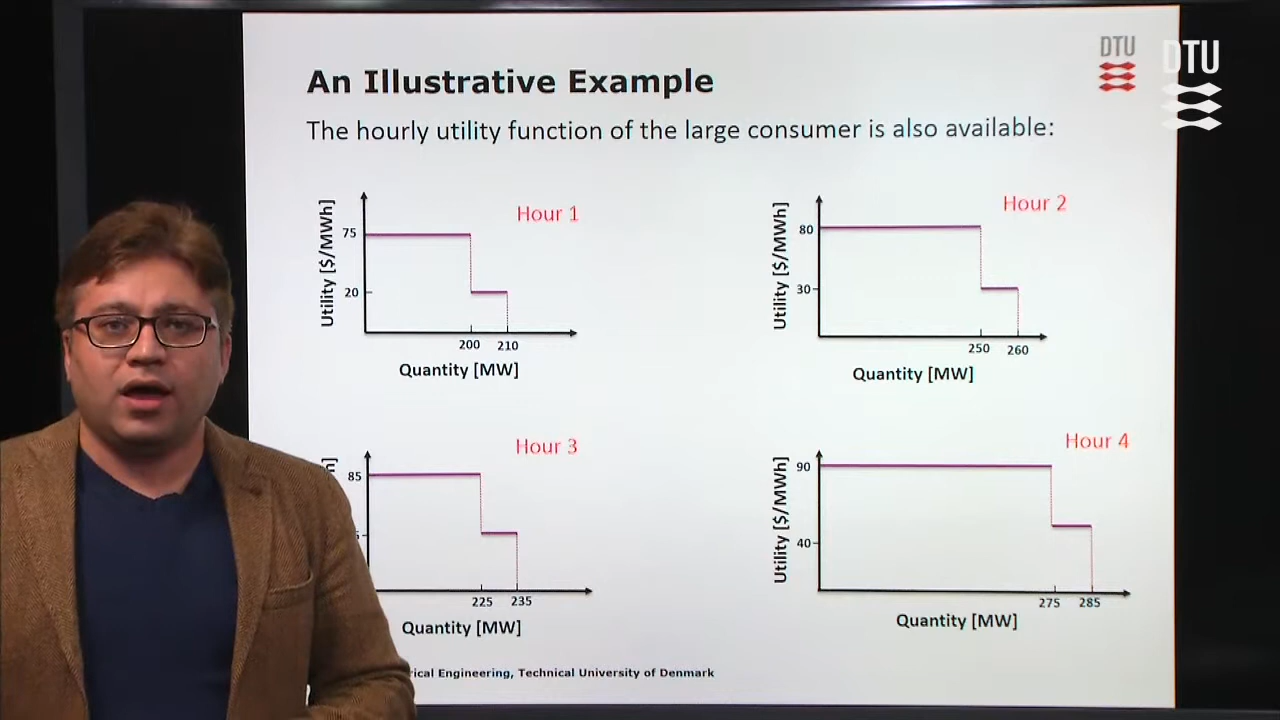 An Illustrative Example
DTU
DTU
The hourly utility function of the large consumer is also available:
Hour 1
Utility [$/MWh]
75
20
200 210
Quantity [MW]
Hour 2
Utility [$/MWh]
80
30
250 260
Quantity [MW]
Hour 3
85
225 235
Quantity [MW]
Hour 4
Utility [$/MWh]
90
40
275 285
Quantity [MW]
Engineering, Technical University of Denmark